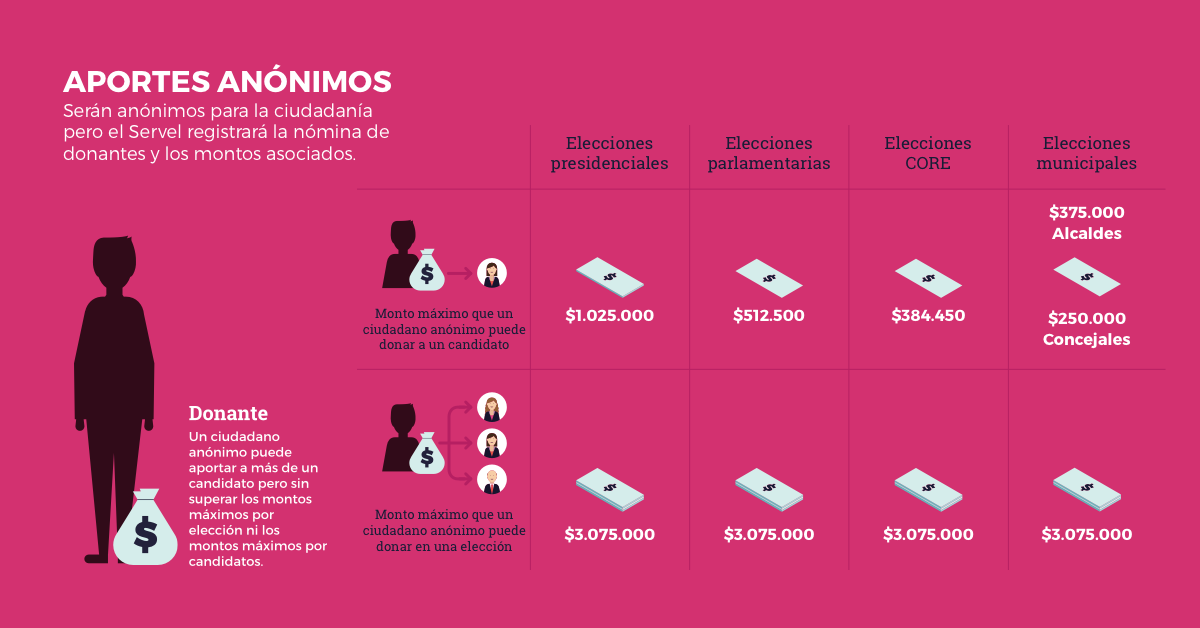 APORTES ANÓNIMOS
Serán anónimos para la ciudadanía
pero el Servel registrará la nómina de
donantes y los montos asociados.
Elecciones
presidenciales
Elecciones
parlamentarias
Elecciones
CORE
Elecciones
municipales
Monto máximo que un
ciudadano anónimo puede
donar a un candidato
$
$
$1.025.000
$
$512.500
$
$384.450
$375.000
Alcaldes
$
$250.000
Concejales
Donante
Un ciudadano
anónimo puede
aportar a más de un
candidato pero sin
superar los montos
máximos por
elección ni los
montos máximos por
candidatos.
$
$
Monto máximo que un
ciudadano anónimo puede
donar en una elección
$
$3.075.000
$
$3.075.000
$
$3.075.000
$
$3.075.000